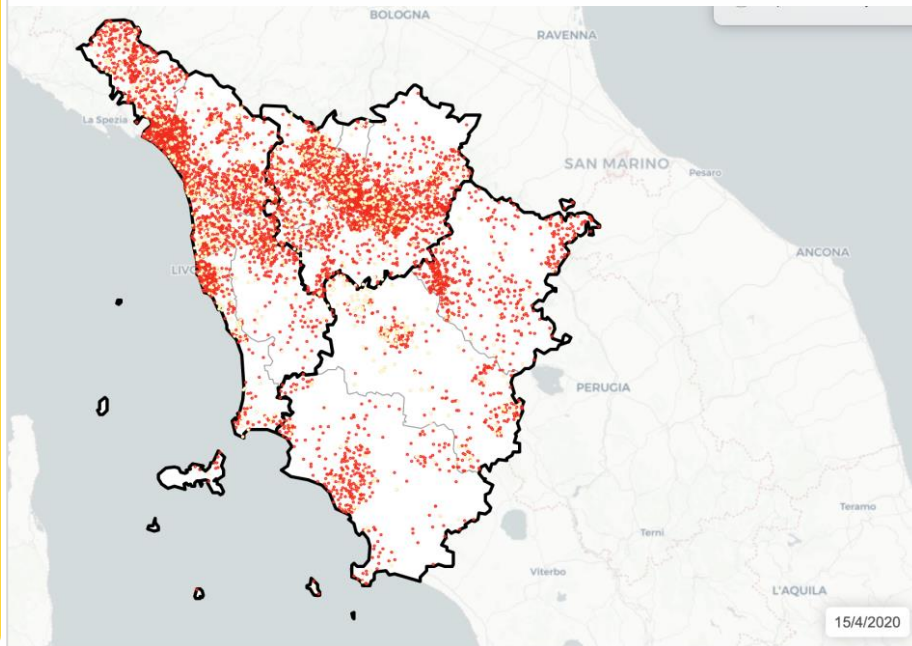 BOLOGNA
RAVENNA
La Spezia
SAN MARINO
Pesaro
ANCONA
LIVO
PERUGIA
Teramo
Terni
Viterbo
L'AQUILA
15/4/2020